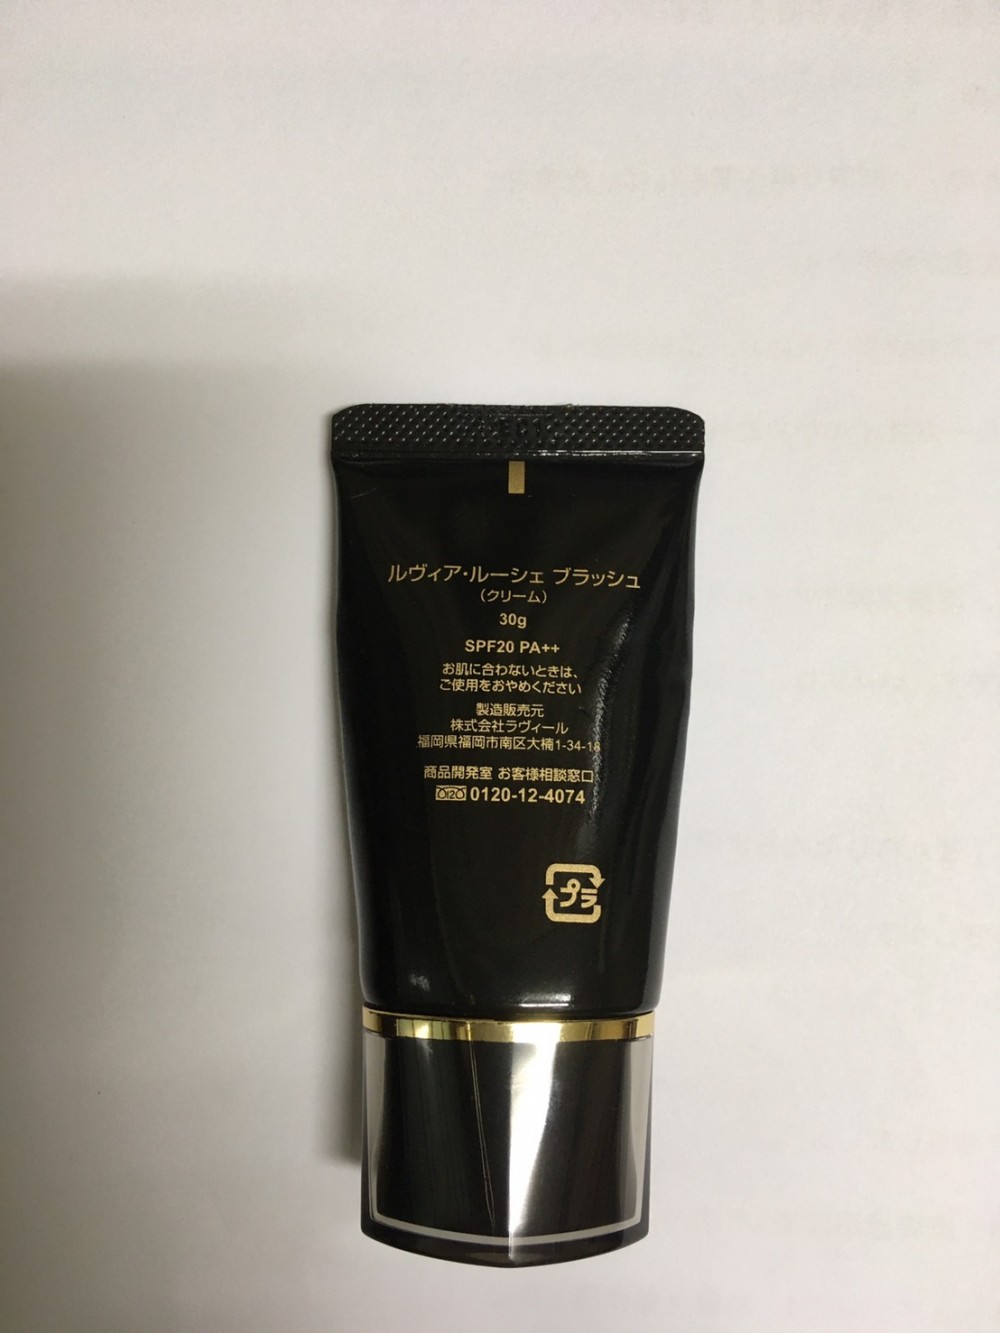 ルヴィア・ルーシェ ブラッシュ
（クリーム）
30g
SPF20 PA++
お肌に合わないときは、
ご使用をおやめください
製造販売元
株式会社ラヴィール
福岡県福岡市南区大楠1-34-18
商品開発室 お客様相談窓口
0120-12-4074
プラ